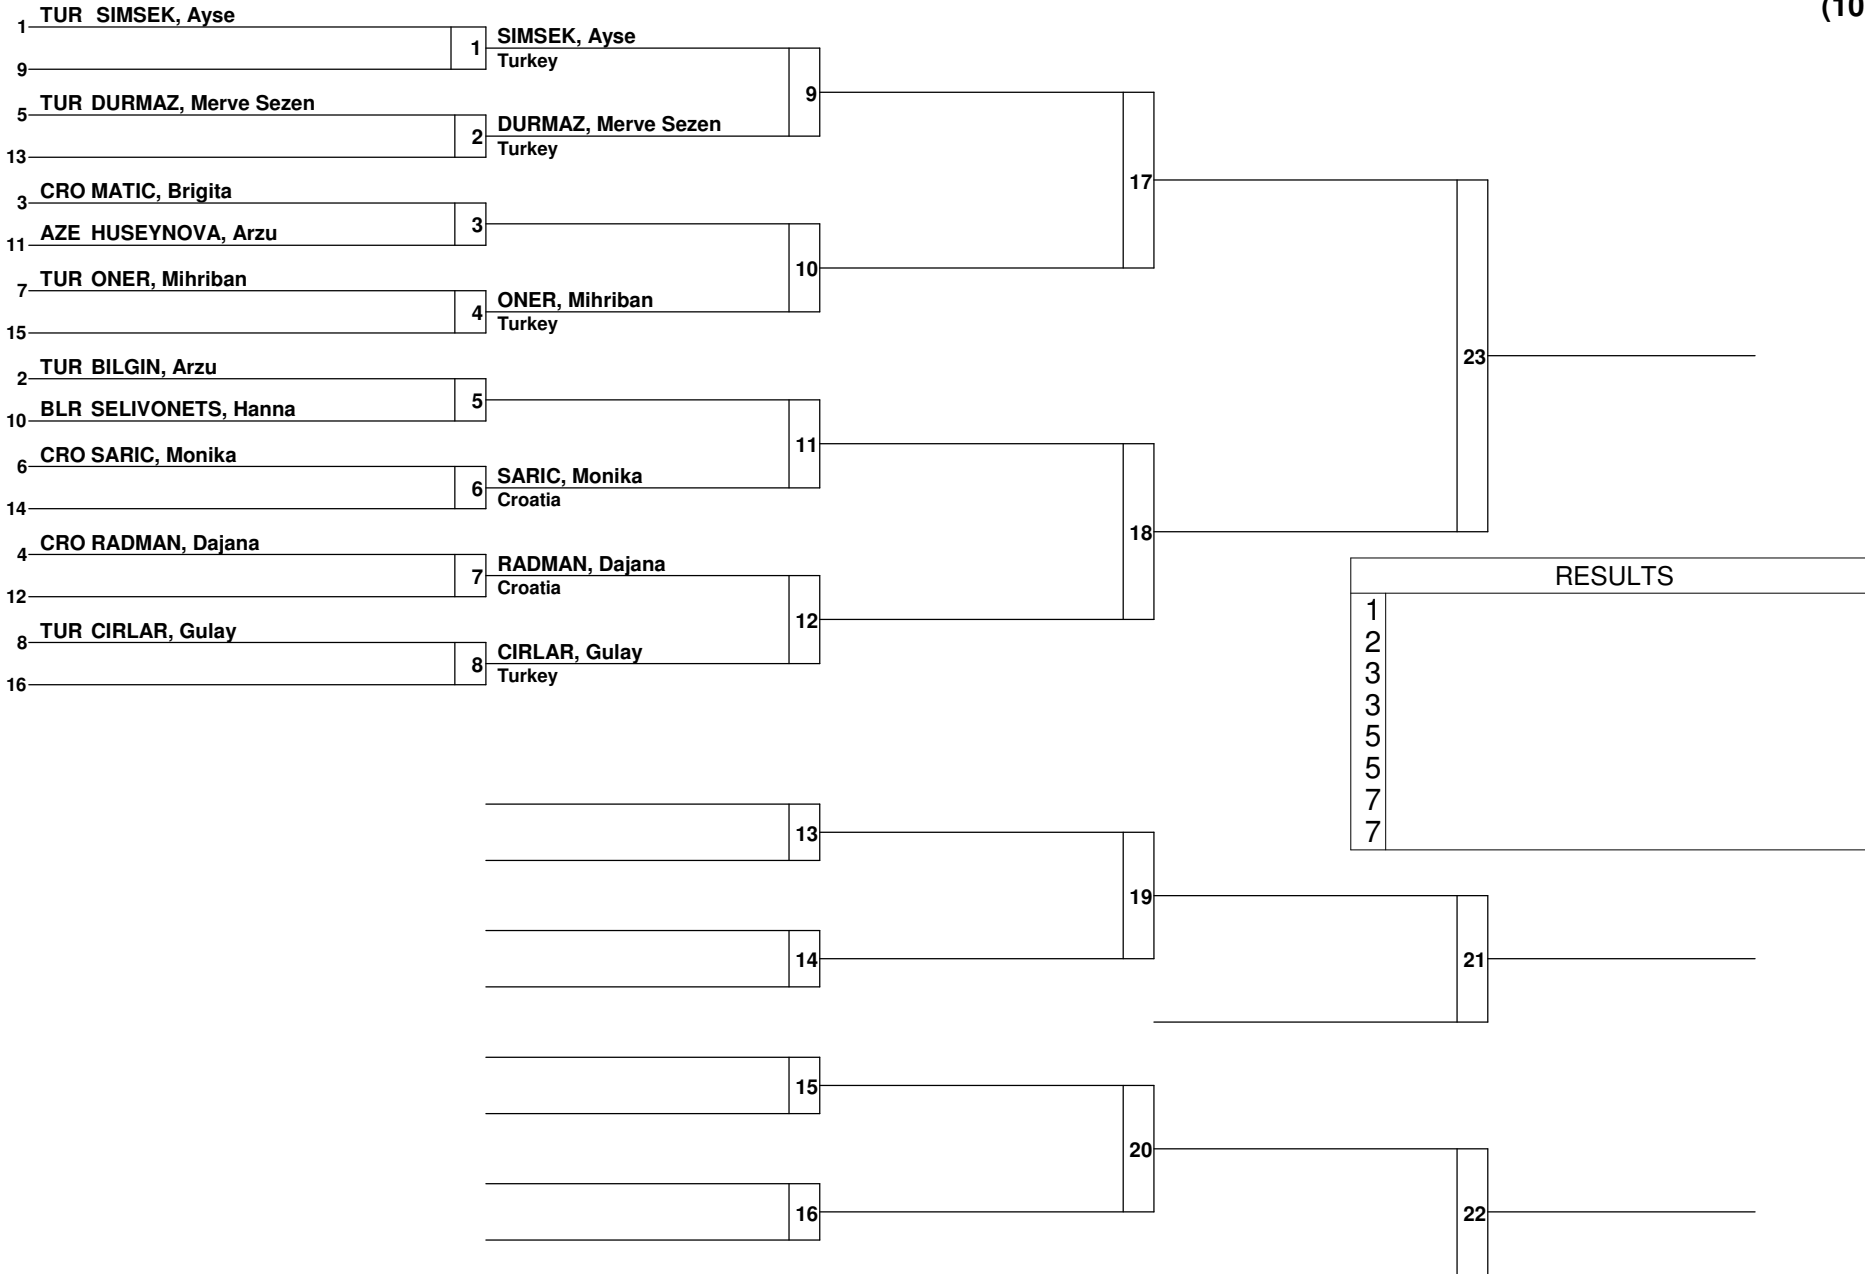 (10
1 TUR SIMSEK, Ayse
1 SIMSEK, Ayse
Turkey
9
9
5 TUR DURMAZ, Merve Sezen
2 DURMAZ, Merve Sezen
Turkey
13
17
3 CRO MATIC, Brigita
3
11 AZE HUSEYNOVA, Arzu
10
7 TUR ONER, Mihriban
4 ONER, Mihriban
Turkey
15
23
2 TUR BILGIN, Arzu
5
10 BLR SELIVONETS, Hanna
11
6 CRO SARIC, Monika
6 SARIC, Monika
Croatia
14
18
4 CRO RADMAN, Dajana
7 RADMAN, Dajana
Croatia
12
12
8 TUR CIRLAR, Gulay
8 CIRLAR, Gulay
Turkey
16
RESULTS
1
2
3
3
5
5
7
7
13
19
14
21
15
20
16
22